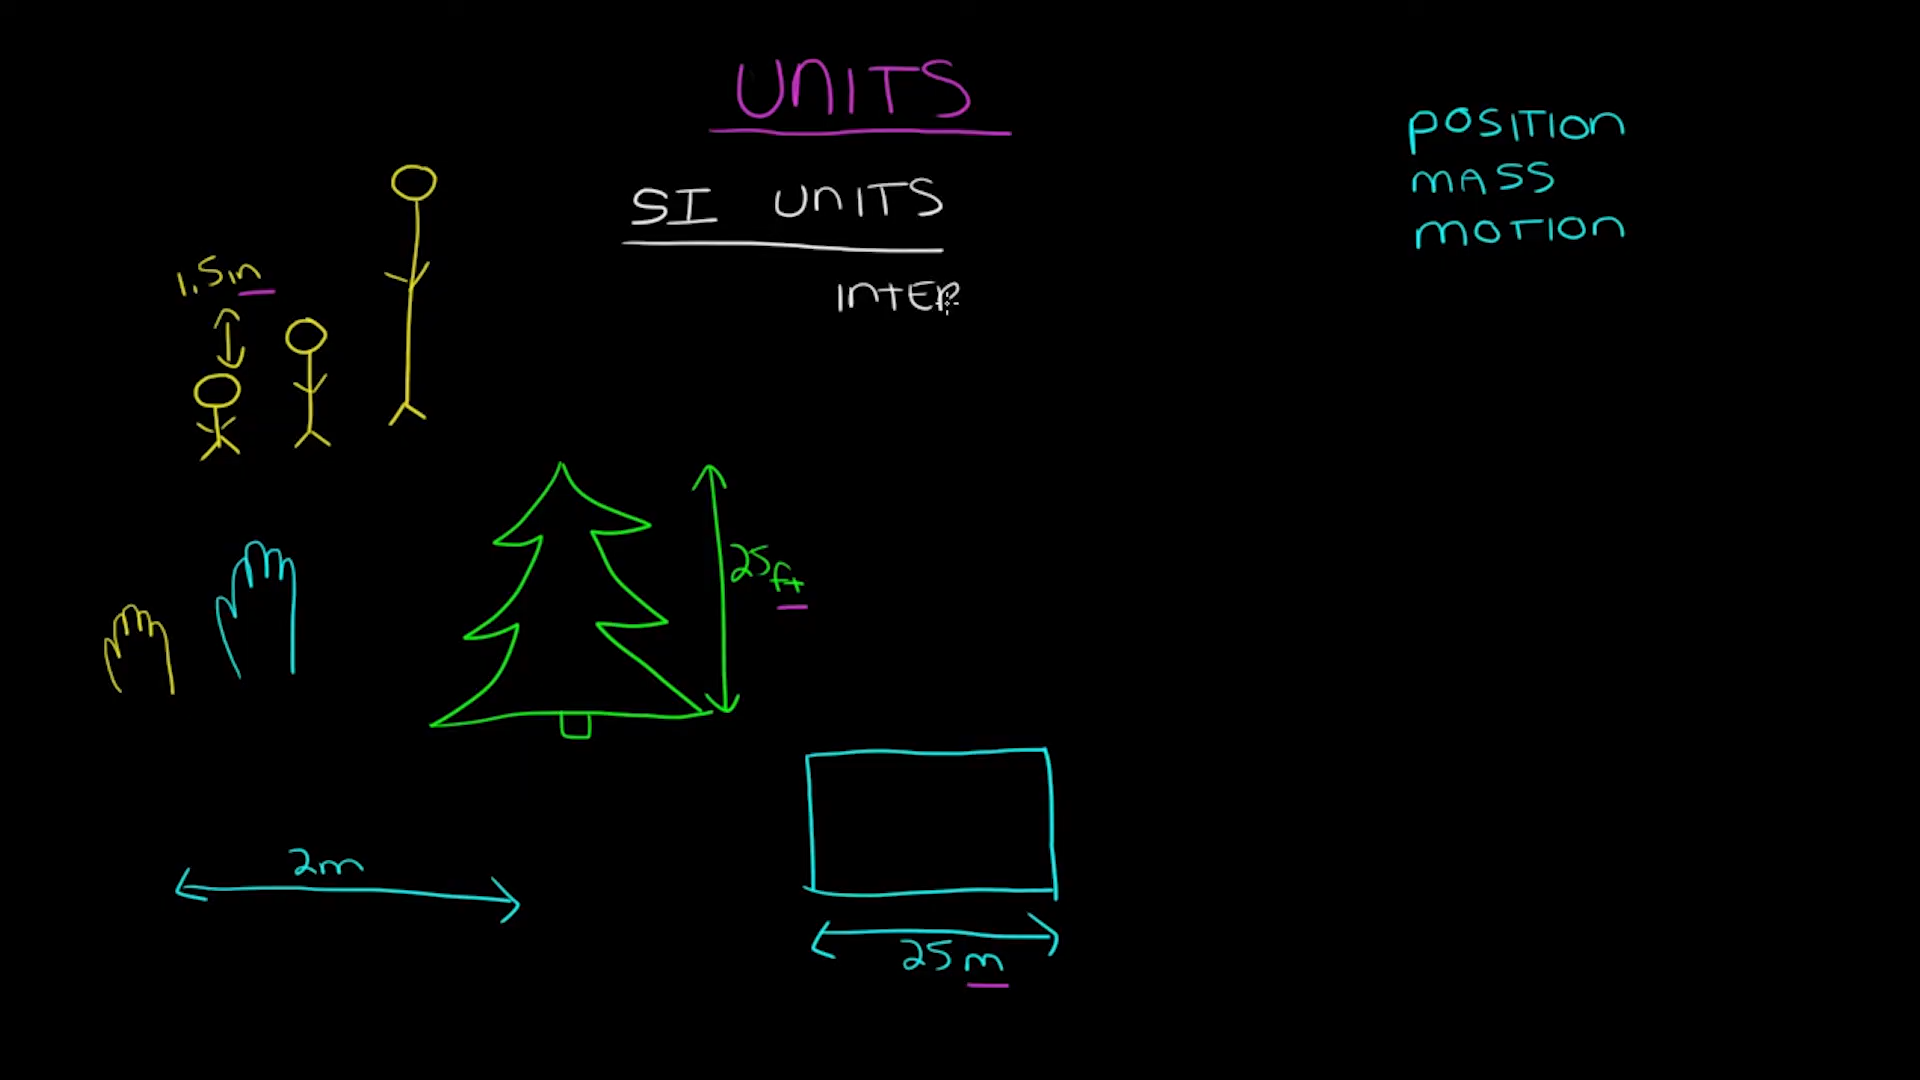 UNITS
SI UNITS
INTER
POSITION
MASS
MOTION
1.5in
25ft
2m
25m